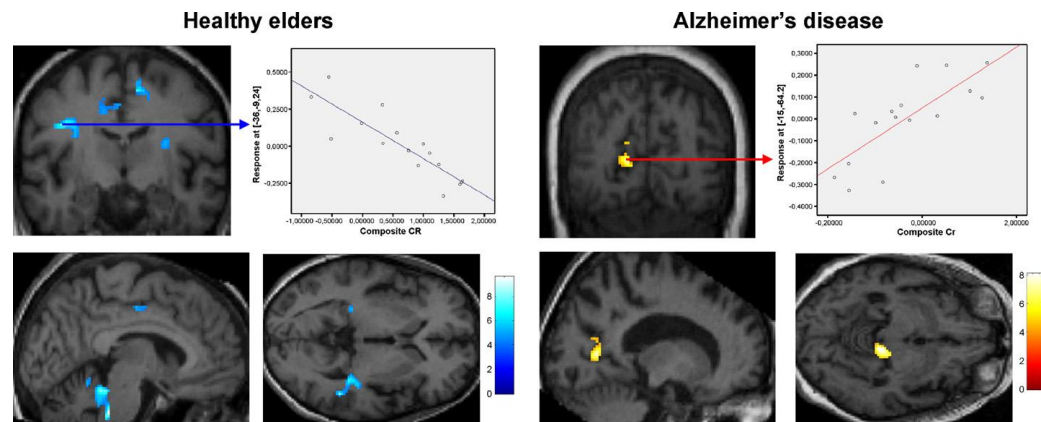 Healthy elders
Alzheimer's disease
Response at [-36,-9,24]
0,5000
0,2500
0,0000
-0,2500
-1,00000 -0,50000 0,00000 0,50000 1,00000 1,50000 2,00000
Composite CR
Response at [-15,-64.2]
0,3000
0,2000
0,1000
0,0000
-0,1000
-0,2000
-0,3000
-0,4000
-0,20000 0,00000 2,00000
Composite Cr
8
6
4
2
0
8
6
4
2
0